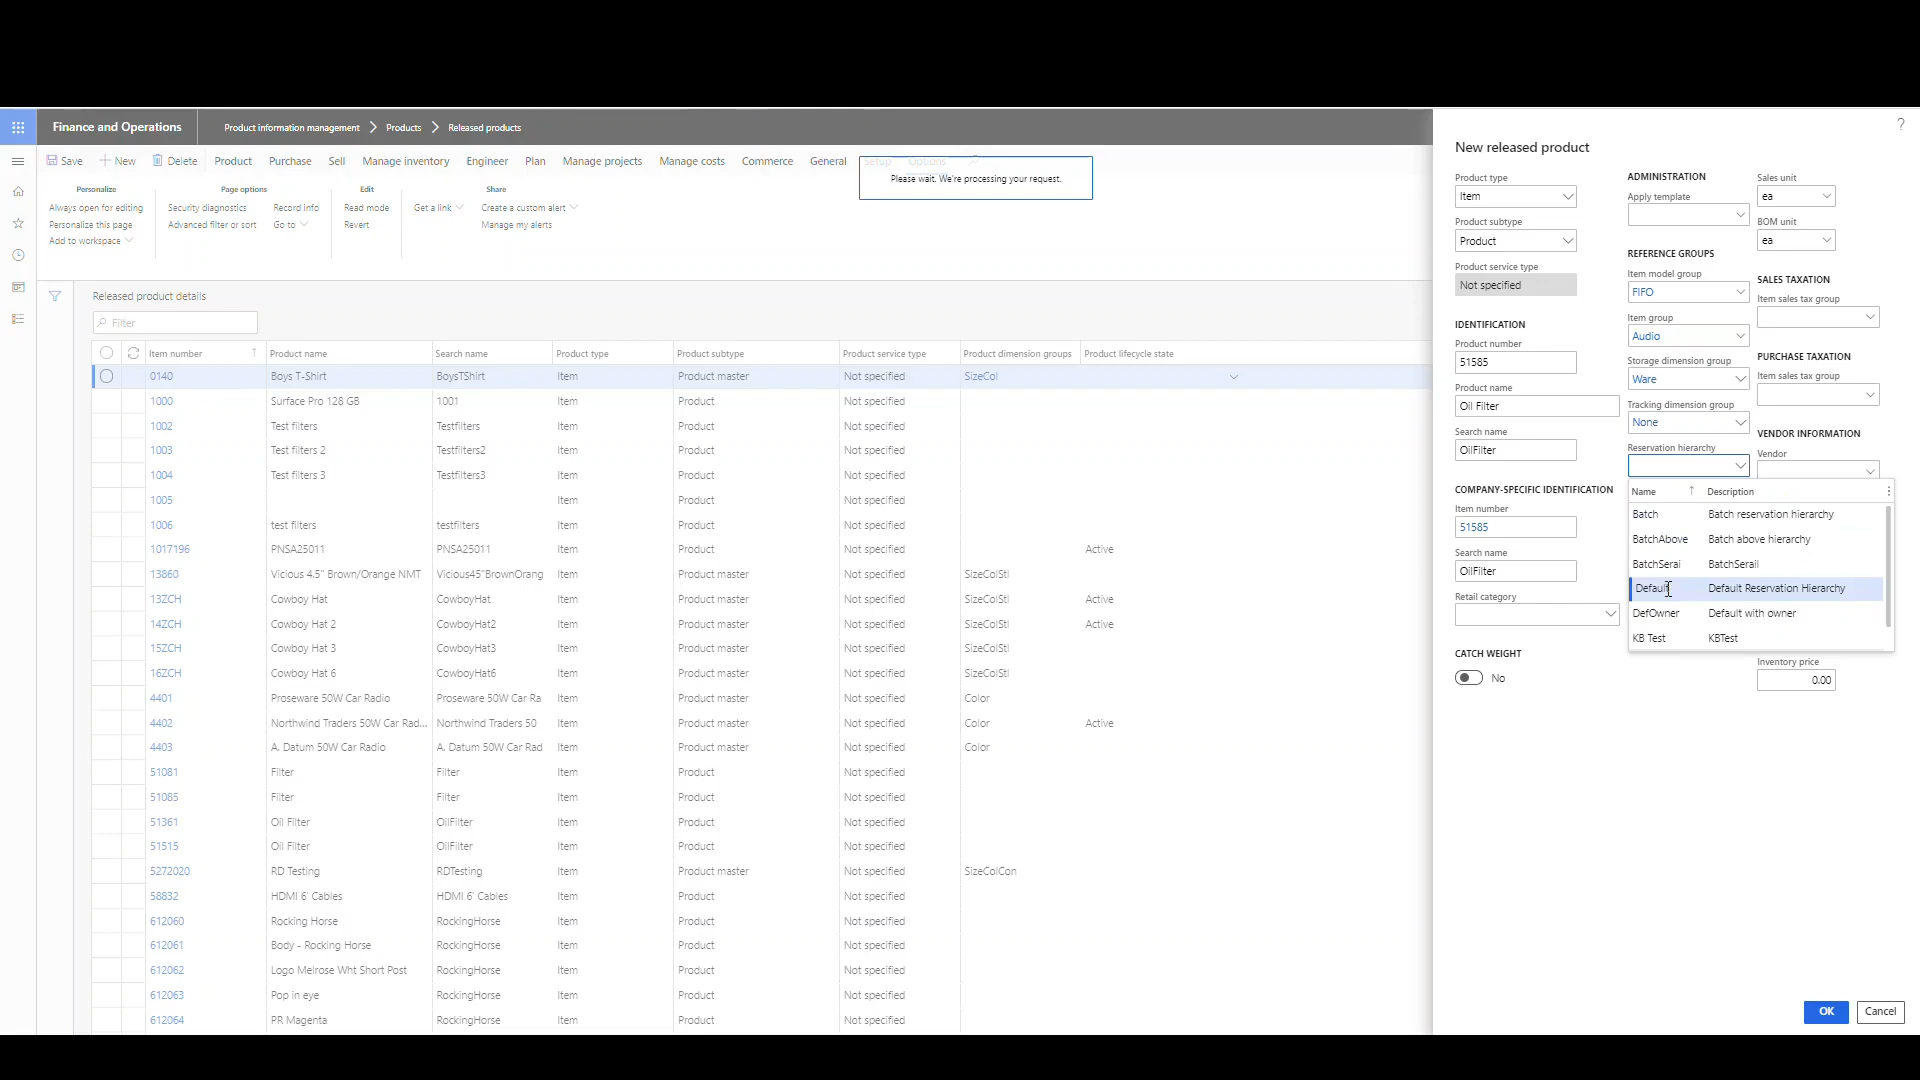 ?
Finance and Operations
Product information management > Products > Released products
Save + New Delete Product Purchase Sell Manage inventory Engineer Plan Manage projects Manage costs Commerce General Setup Options
Please wait. We're processing your request.
Personalize
Always open for editing
Personalize this page
Add to workspace
Page options
Security diagnostics Record info
Advanced filter or sort Go to
Edit
Read mode
Revert
Get a link
Share
Create a custom alert
Manage my alerts
Released product details
Filter
Item number ↑ Product name Search name Product type Product subtype Product service type Product dimension groups Product lifecycle state
0140 Boys T-Shirt BoysTShirt Item Product master Not specified SizeCol
1000 Surface Pro 128 GB 1001 Item Product Not specified
1002 Test filters Testfilters Item Product Not specified
1003 Test filters 2 Testfilters2 Item Product Not specified
1004 Test filters 3 Testfilters3 Item Product Not specified
1005 Item Product Not specified
1006 test filters testfilters Item Product Not specified
1017196 PNSA25011 PNSA25011 Item Product Not specified Active
13860 Vicious 4.5" Brown/Orange NMT Vicious45"BrownOrang Item Product master Not specified SizeColStl
13ZCH Cowboy Hat CowboyHat Item Product master Not specified SizeColStl Active
14ZCH Cowboy Hat 2 CowboyHat2 Item Product master Not specified SizeColStl Active
15ZCH Cowboy Hat 3 CowboyHat3 Item Product master Not specified SizeColStl
16ZCH Cowboy Hat 6 CowboyHat6 Item Product master Not specified SizeColStl
4401 Proseware 50W Car Radio Proseware 50W Car Ra Item Product master Not specified Color
4402 Northwind Traders 50W Car Rad... Northwind Traders 50 Item Product master Not specified Color Active
4403 A. Datum 50W Car Radio A. Datum 50W Car Rad Item Product master Not specified Color
51081 Filter Filter Item Product Not specified
51085 Filter Filter Item Product Not specified
51361 Oil Filter OilFilter Item Product Not specified
51515 Oil Filter OilFilter Item Product Not specified
5272020 RD Testing RDTesting Item Product master Not specified SizeColCon
58832 HDMI 6' Cables HDMI 6' Cables Item Product Not specified
612060 Rocking Horse RockingHorse Item Product Not specified
612061 Body - Rocking Horse RockingHorse Item Product Not specified
612062 Logo Melrose Wht Short Post RockingHorse Item Product Not specified
612063 Pop in eye RockingHorse Item Product Not specified
612064 PR Magenta RockingHorse Item Product Not specified
New released product
Product type
Item
Product subtype
Product
Product service type
Not specified
IDENTIFICATION
Product number
51585
Product name
Oil Filter
Search name
OilFilter
COMPANY-SPECIFIC IDENTIFICATION
Item number
51585
Search name
OilFilter
Retail category
CATCH WEIGHT
No
ADMINISTRATION
Apply template
REFERENCE GROUPS
Item model group
FIFO
Item group
Audio
Storage dimension group
Ware
Tracking dimension group
None
Reservation hierarchy
Name ↑ Description
Batch Batch reservation hierarchy
BatchAbove Batch above hierarchy
BatchSerai BatchSerail
Default Default Reservation Hierarchy
DefOwner Default with owner
KB Test KBTest
Sales unit
ea
BOM unit
ea
SALES TAXATION
Item sales tax group
PURCHASE TAXATION
Item sales tax group
VENDOR INFORMATION
Vendor
Inventory price
0.00
OK Cancel